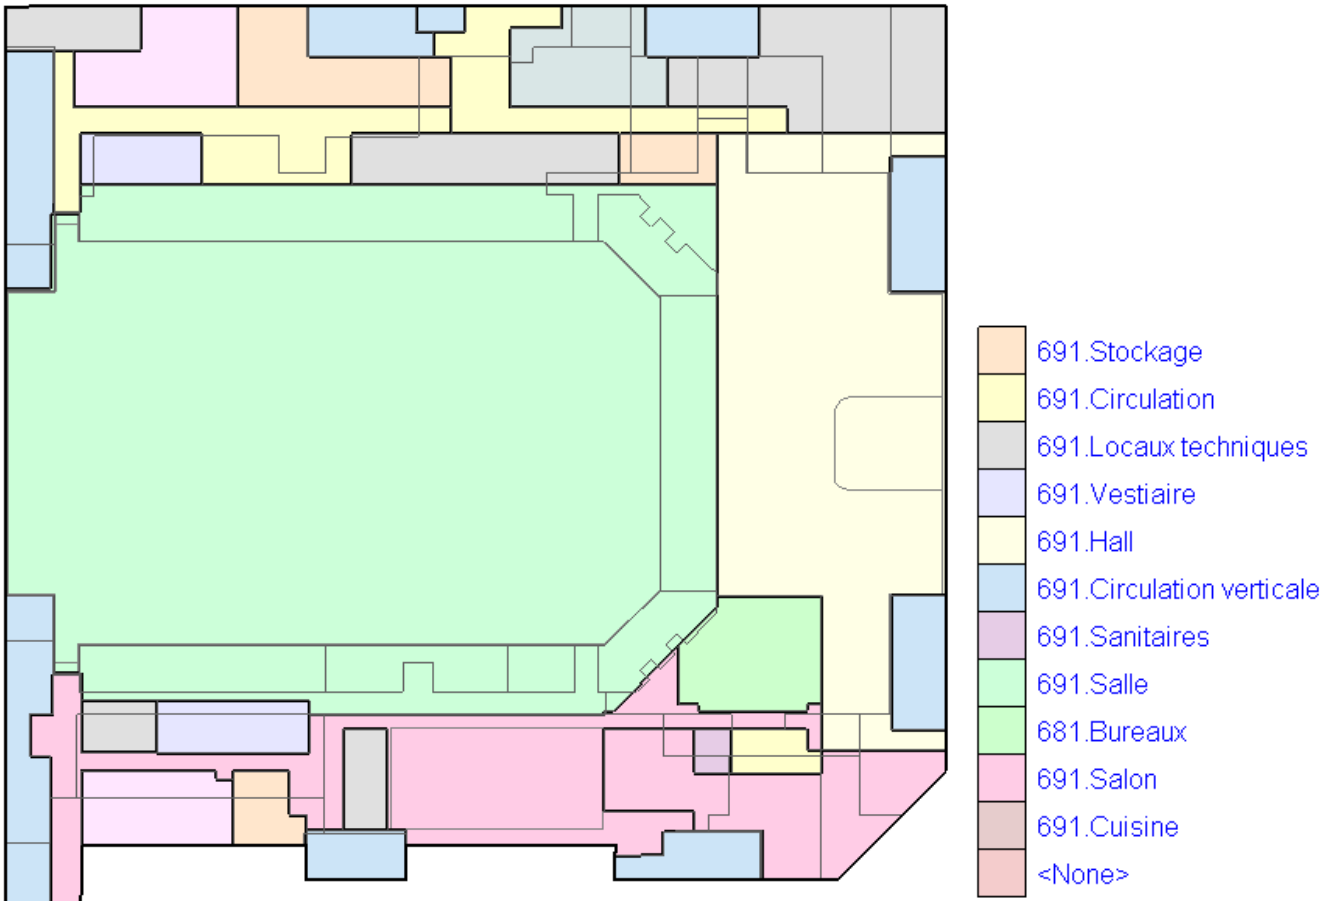 691.Stockage
691.Circulation
691.Locaux techniques
691.Vestiaire
691.Hall
691.Circulation verticale
691.Sanitaires
691.Salle
681.Bureaux
691.Salon
691.Cuisine
<None>